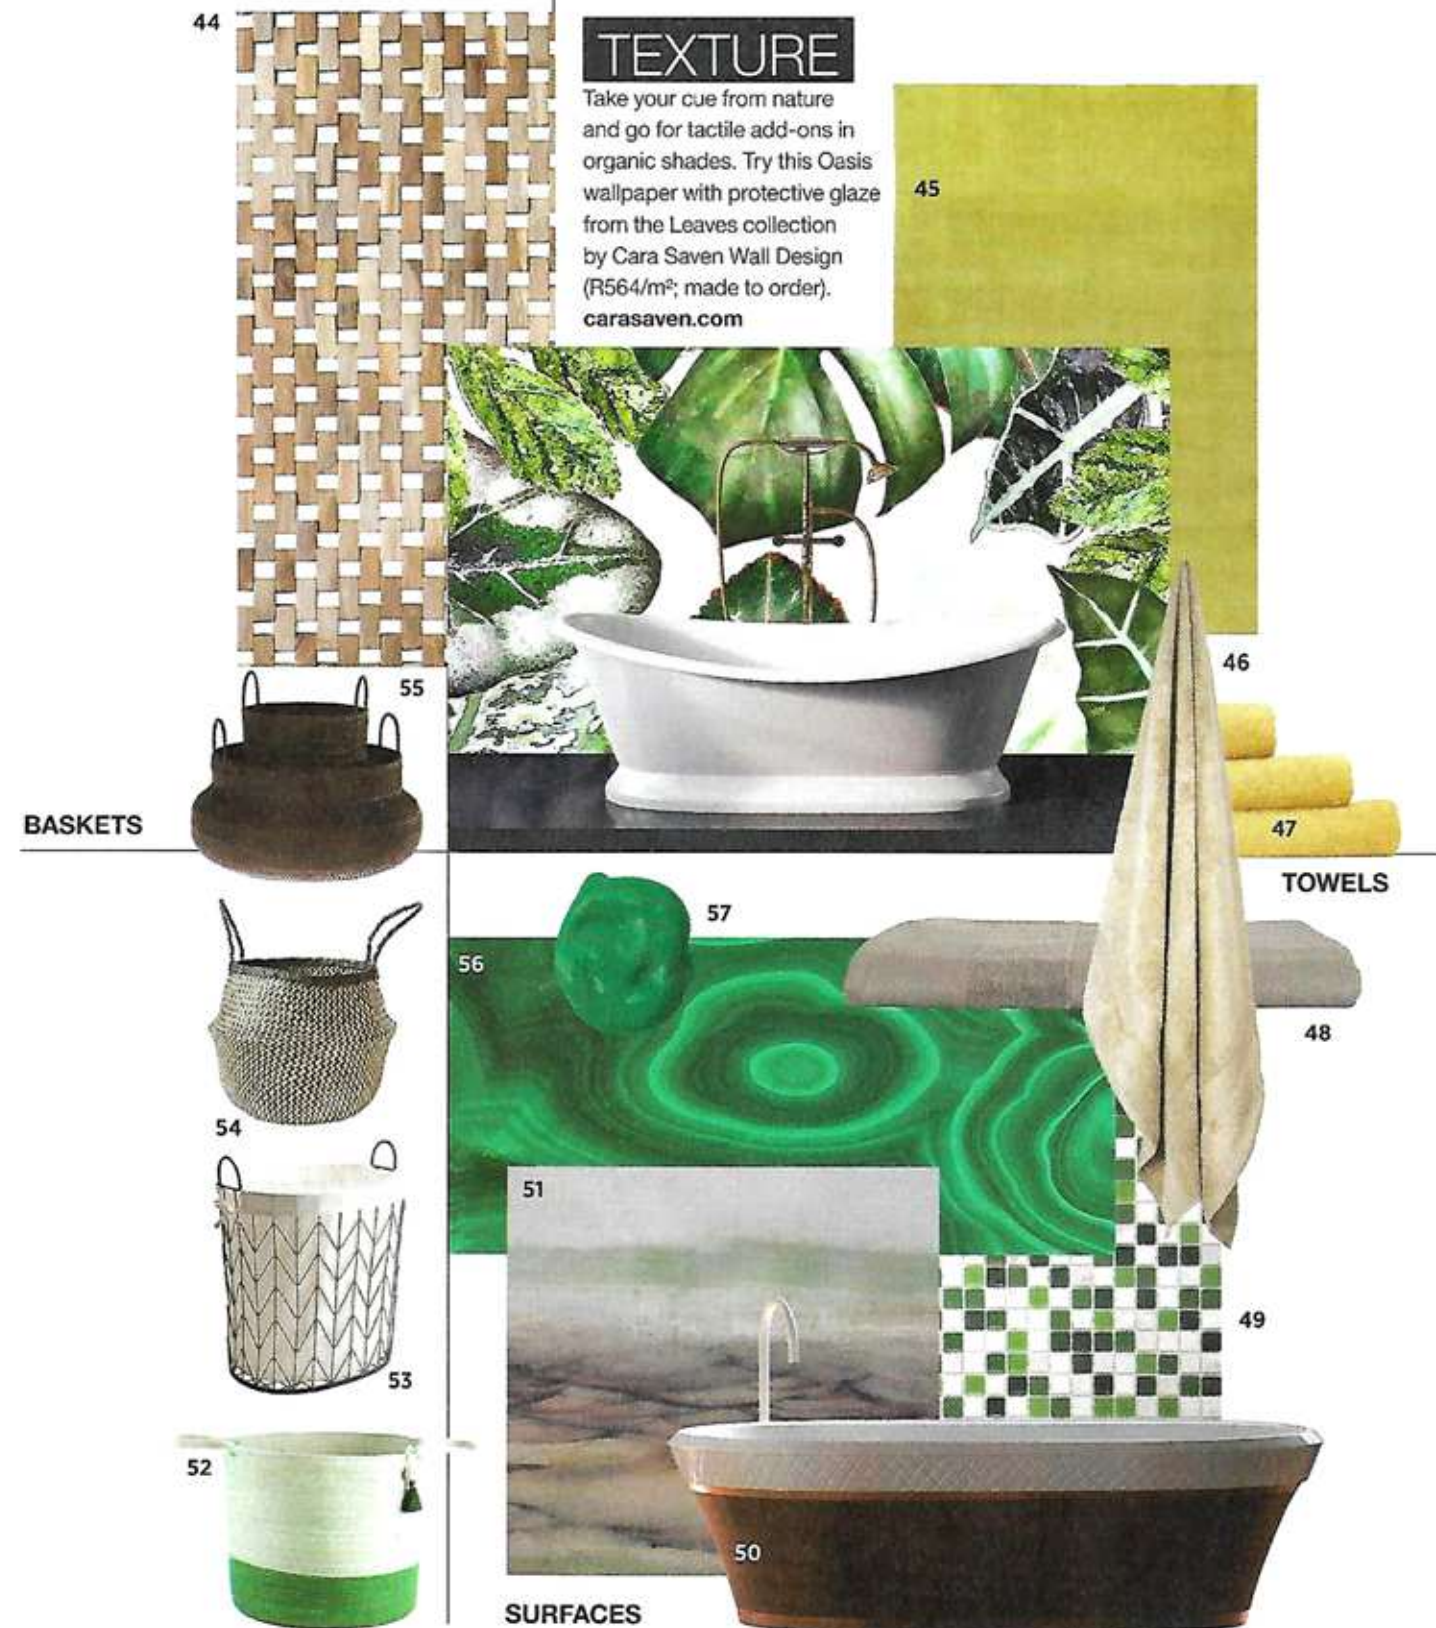 44
TEXTURE
Take your cue from nature
and go for tactile add-ons in
organic shades. Try this Oasis
wallpaper with protective glaze
from the Leaves collection
by Cara Saven Wall Design
(R564/m²; made to order).
carasaven.com
45
46
55
BASKETS
47
TOWELS
57
56
48
54
51
49
53
52
50
SURFACES